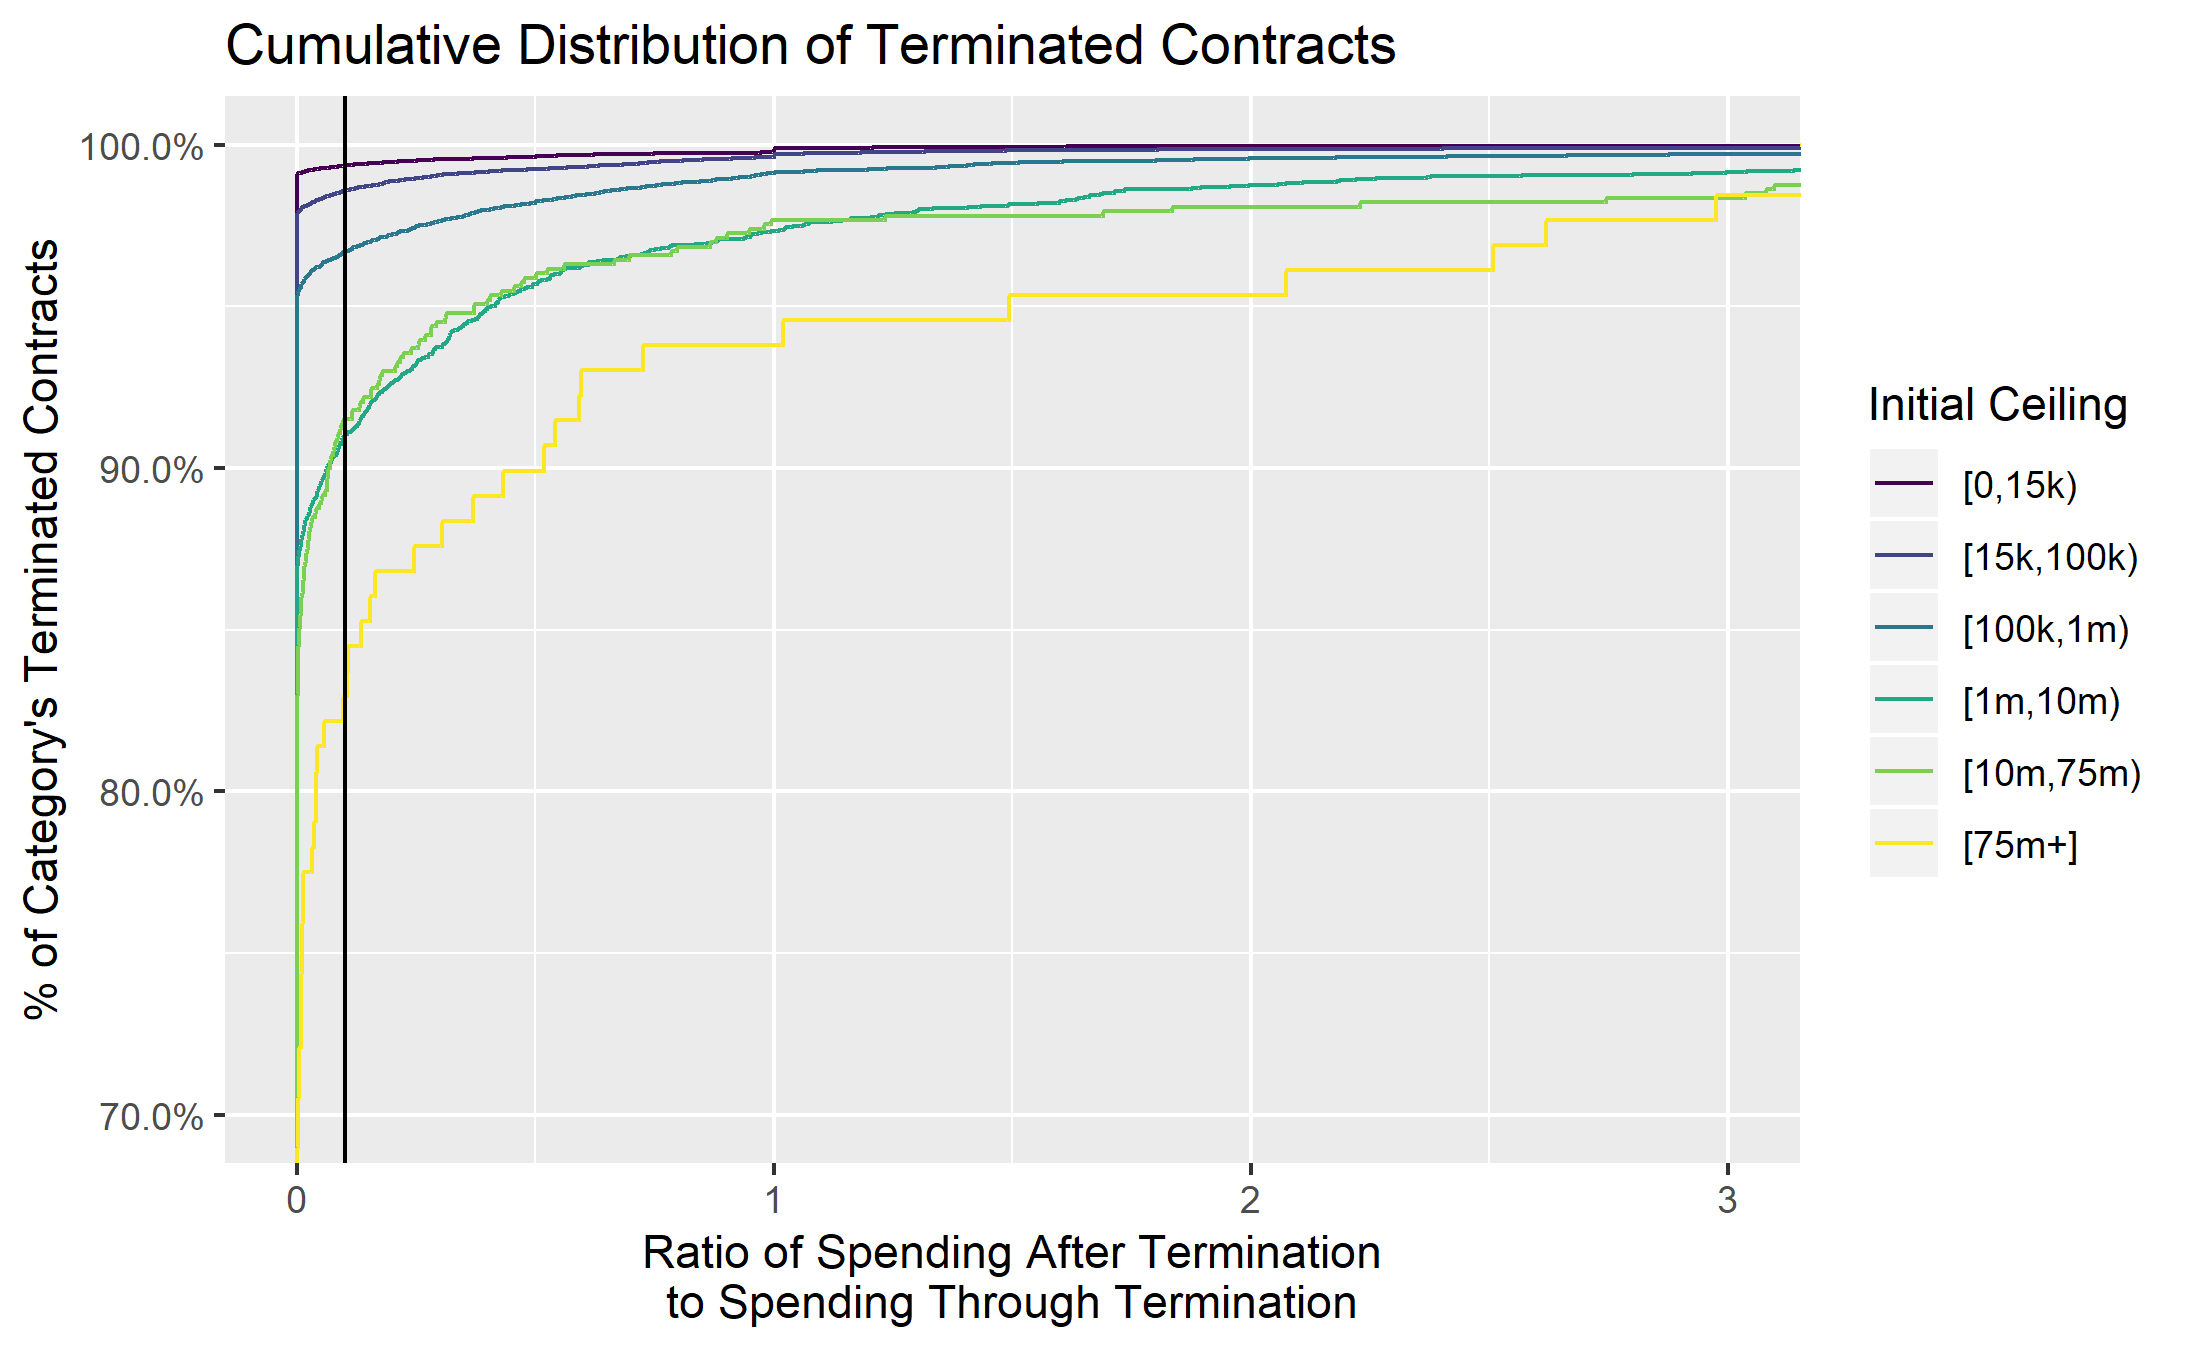 Cumulative Distribution of Terminated Contracts
% of Category's Terminated Contracts
100.0%
90.0%
80.0%
70.0%
0
1
2
3
Ratio of Spending After Termination
to Spending Through Termination
Initial Ceiling
[0,15k)
[15k,100k)
[100k,1m)
[1m,10m)
[10m,75m)
[75m+]